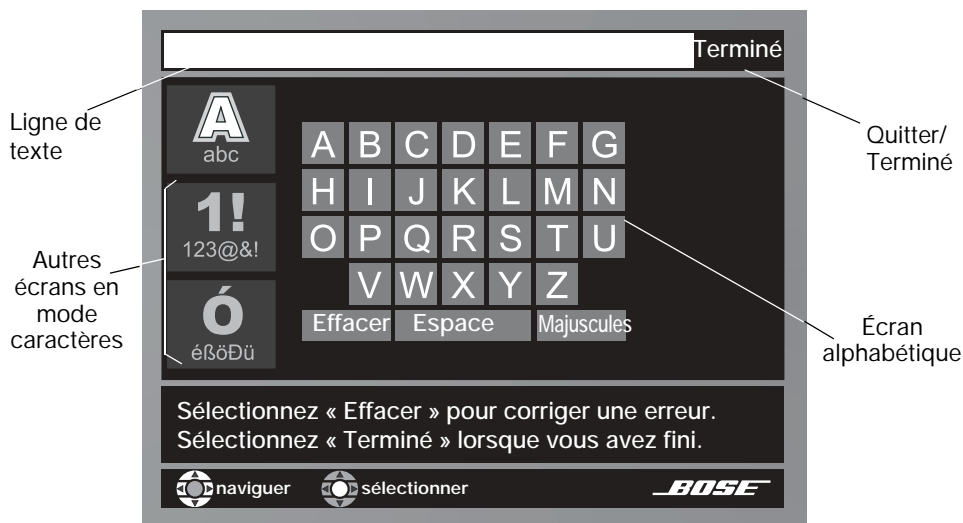 Terminé
Ligne de
texte
Quitter/
Terminé
A
abc
1!
123@&!
Ó
éßöÐü
Autres
écrans en
mode
caractères
A B C D E F G
H I J K L M N
O P Q R S T U
V W X Y Z
Effacer Espace Majuscules
Écran
alphabétique
Sélectionnez « Effacer » pour corriger une erreur.
Sélectionnez « Terminé » lorsque vous avez fini.
naviguer sélectionner BOSE